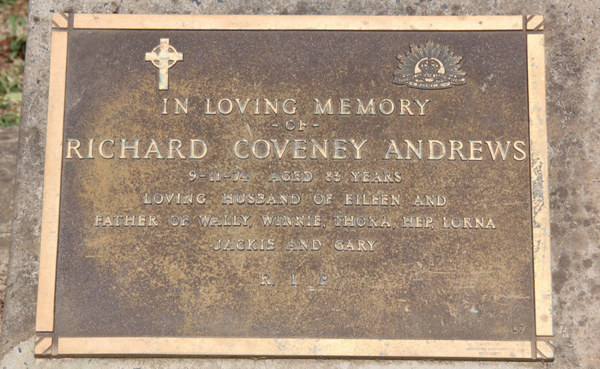 IN LOVING MEMORY
- OF -
RICHARD COVENEY ANDREWS
9-11-74 AGED 83 YEARS
LOVING HUSBAND OF EILEEN AND
FATHER OF WALLY, WINNIE, THORA, HEP, LORNA
JACKIE AND GARY
R. I. P